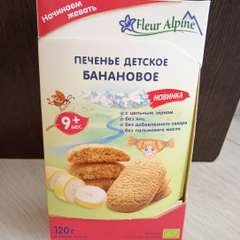 Начинаем
жевать
Fleur Alpine
ПЕЧЕНЬЕ ДЕТСКОЕ
БАНАНОВОЕ
НОВИНКА
9+ мес.
с цельным зерном
без яиц
без добавленного сахара
без пальмового масла
120 г